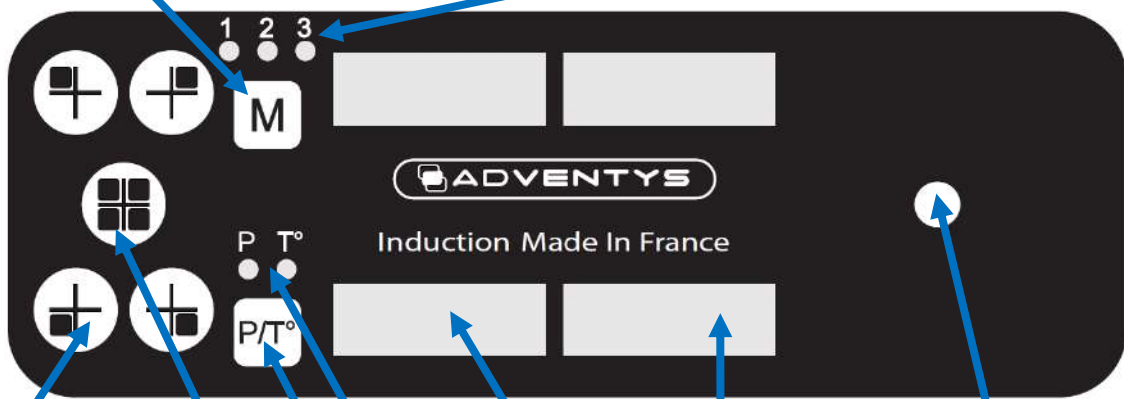 1 2 3
M
ADVENTYS
P T°
Induction Made In France
P/T°